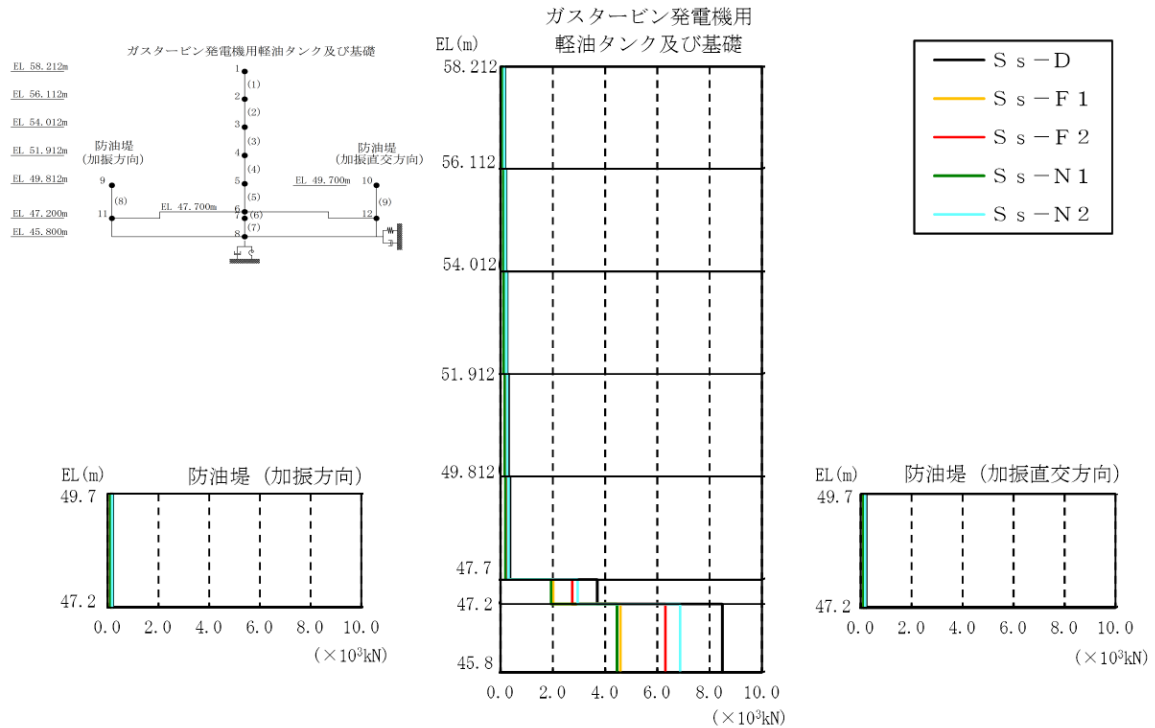 ガスタービン発電機用軽油タンク及び基礎
EL 58.212m
EL 56.112m
EL 54.012m
EL 51.912m
EL 49.812m
EL 47.200m
EL 45.800m
防油堤
(加振方向)
防油堤
(加振直交方向)
EL 49.700m
EL 47.700m
1
(1)
2
(2)
3
(3)
4
(4)
5
(5)
6
7
(6)
(7)
8
9
(8)
11
10
(9)
12
ガスタービン発電機用
軽油タンク及び基礎
EL(m)
58.212
56.112
54.012
51.912
49.812
47.7
47.2
45.8
0.0 2.0 4.0 6.0 8.0 10.0
(×10³kN)
Ss-D
Ss-F1
Ss-F2
Ss-N1
Ss-N2
EL(m) 防油堤 (加振方向)
49.7
47.2
0.0 2.0 4.0 6.0 8.0 10.0
(×10³kN)
EL(m) 防油堤 (加振直交方向)
49.7
47.2
0.0 2.0 4.0 6.0 8.0 10.0
(×10³kN)